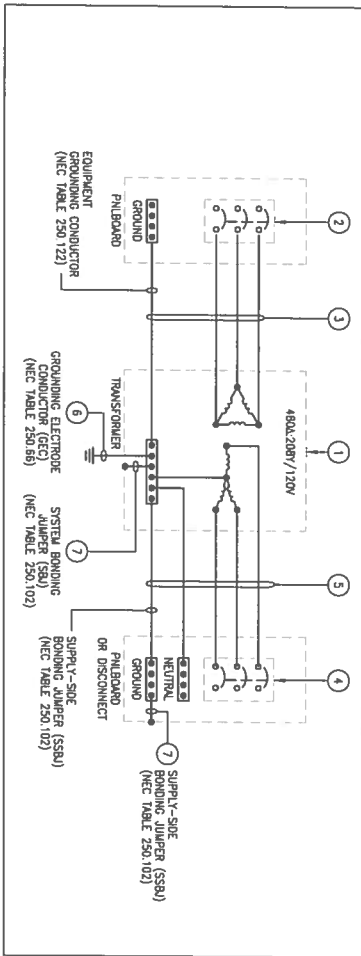 2
3
1
5
4
480Δ:208Y/120V
GROUND
PNLBOARD
EQUIPMENT
GROUNDING CONDUCTOR
(NEC TABLE 250.122)
TRANSFORMER
6
GROUNDING ELECTRODE
CONDUCTOR (GEC)
(NEC TABLE 250.66)
7
SYSTEM BONDING
JUMPER (SBJ)
(NEC TABLE 250.102)
NEUTRAL
GROUND
PNLBOARD
OR DISCONNECT
SUPPLY-SIDE
BONDING JUMPER (SSBJ)
(NEC TABLE 250.102)
7
SUPPLY-SIDE
BONDING JUMPER (SSBJ)
(NEC TABLE 250.102)